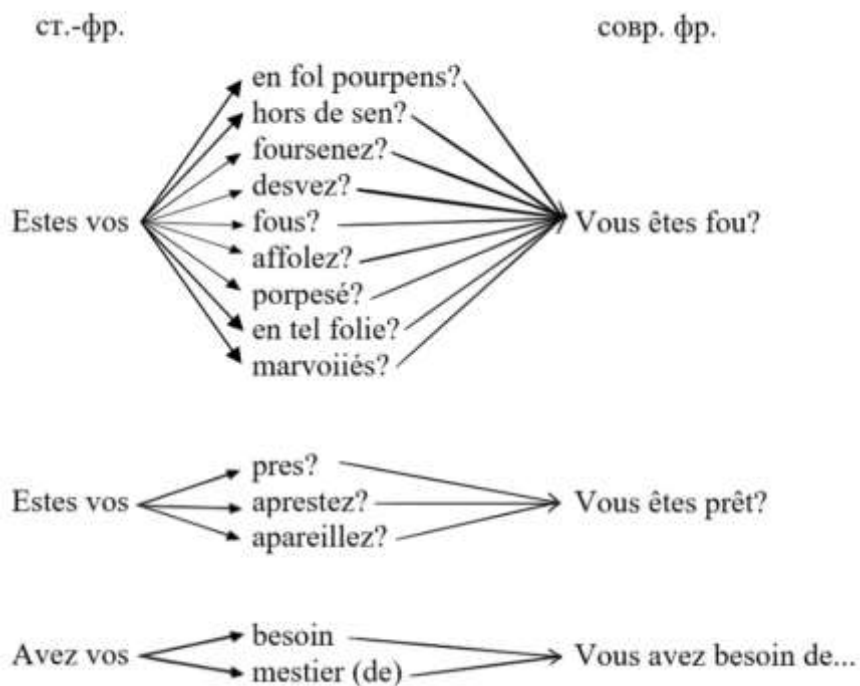 ст.-фр. совр. фр.
en fol pourpens?
hors de sen?
foursenez?
desvez?
Estes vos fous? Vous êtes fou?
affolez?
porpesé?
en tel folie?
marvoiiés?
pres?
Estes vos aprestez? Vous êtes prêt?
apareillez?
besoin
Avez vos Vous avez besoin de...
mestier (de)